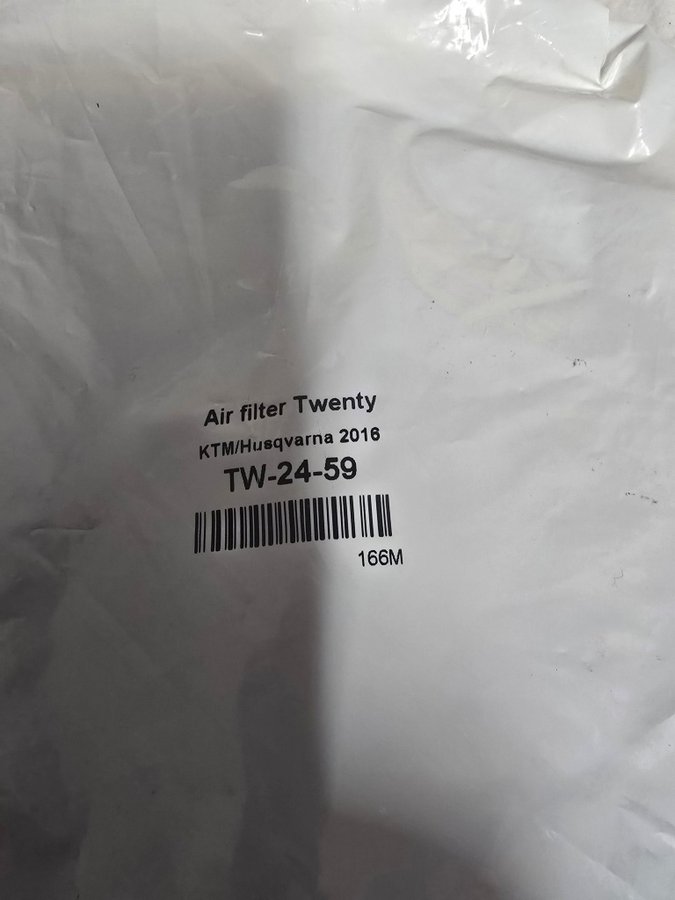 Air filter Twenty
KTM/Husqvarna 2016
TW-24-59
166M